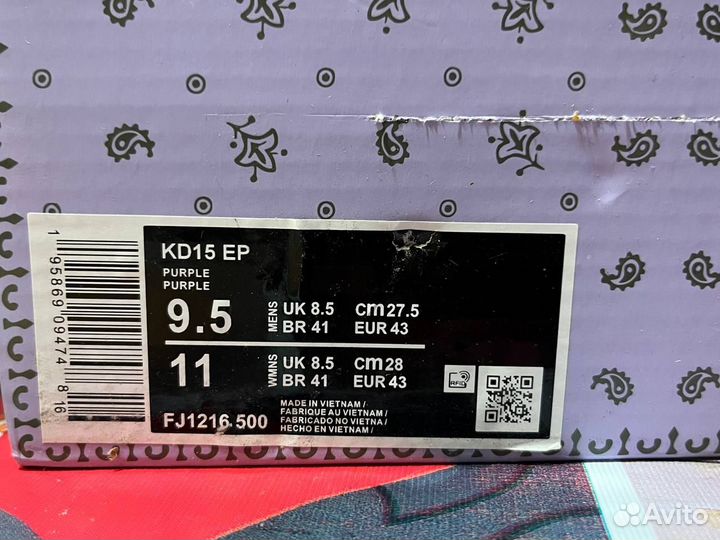 KD15 EP
PURPLE
PURPLE
9.5 MENS UK 8.5 cm 27.5
BR 41 EUR 43
11 WMNS UK 8.5 cm 28
BR 41 EUR 43
RFID
FJ1216 500
MADE IN VIETNAM /
FABRIQUE AU VIETNAM /
FABRICADO NO VIETNA /
HECHO EN VIETNAM /
1 95869 09474 8 16
Avito